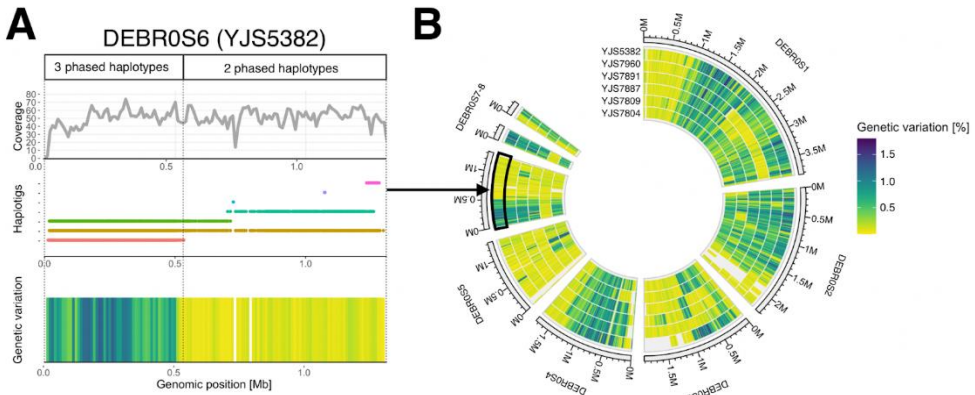 A
DEBR0S6 (YJS5382)
3 phased haplotypes
2 phased haplotypes
Coverage
80
70
60
50
40
30
20
10
0
0.0
0.5
1.0
Haplotigs
0.0
0.5
1.0
Genetic variation
0.0
0.5
1.0
Genomic position [Mb]
B
YJS5382
YJS7960
YJS7891
YJS7887
YJS7809
YJS7804
0M
0.5M
1M
1.5M
2M
2.5M
3M
3.5M
DEBR0S1
0M
0.5M
1M
1.5M
2M
DEBR0S2
0M
0.5M
1M
1.5M
0M
0.5M
1M
1.5M
DEBR0S4
0M
0.5M
1M
DEBR0S5
0M
0.5M
1M
0M
0M
DEBR0S7-8
Genetic variation [%]
1.5
1.0
0.5